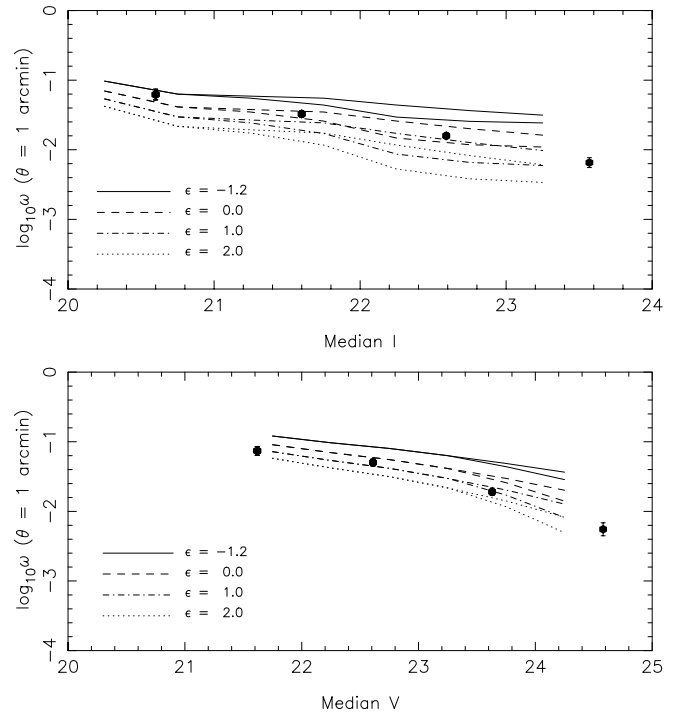 log₁₀ω (θ = 1 arcmin)
0
−1
−2
−3
−4
ϵ = −1.2
ϵ = 0.0
ϵ = 1.0
ϵ = 2.0
20 21 22 23 24
Median I
log₁₀ω (θ = 1 arcmin)
0
−1
−2
−3
−4
ϵ = −1.2
ϵ = 0.0
ϵ = 1.0
ϵ = 2.0
20 21 22 23 24 25
Median V